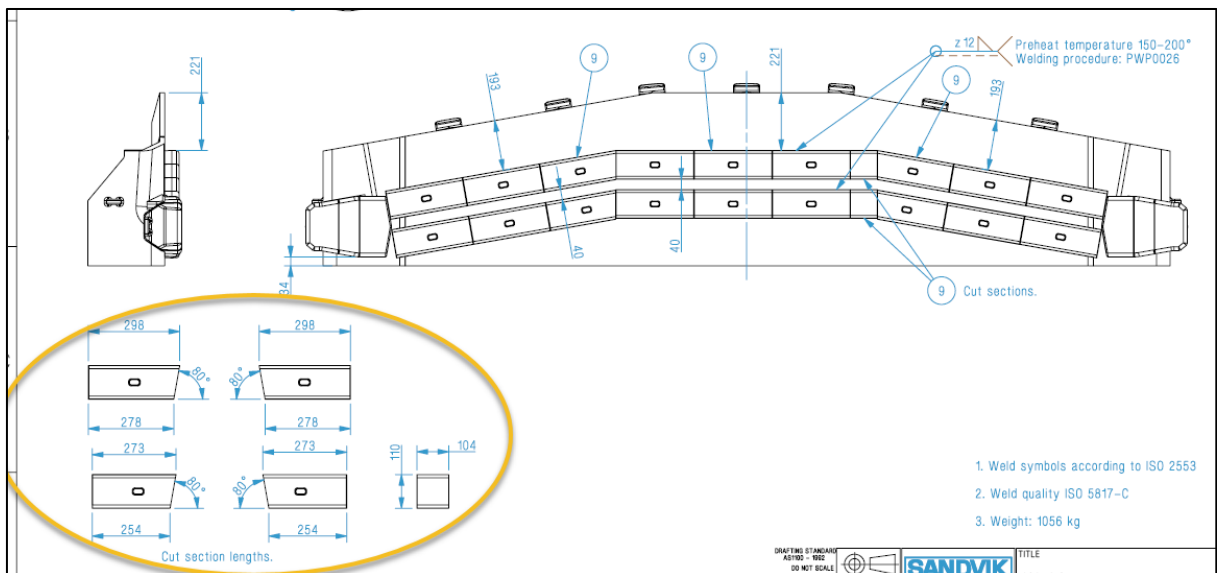 z 12
Preheat temperature 150-200°
Welding procedure: PWP0026
9
9
221
9
221
193
193
40
40
34
9 Cut sections.
298
298
80°
80°
278
278
273
273
104
110
80°
80°
254
254
Cut section lengths.
1. Weld symbols according to ISO 2553
2. Weld quality ISO 5817-C
3. Weight: 1056 kg
DRAFTING STANDARD
DO NOT SCALE
SANDVIK
TITLE